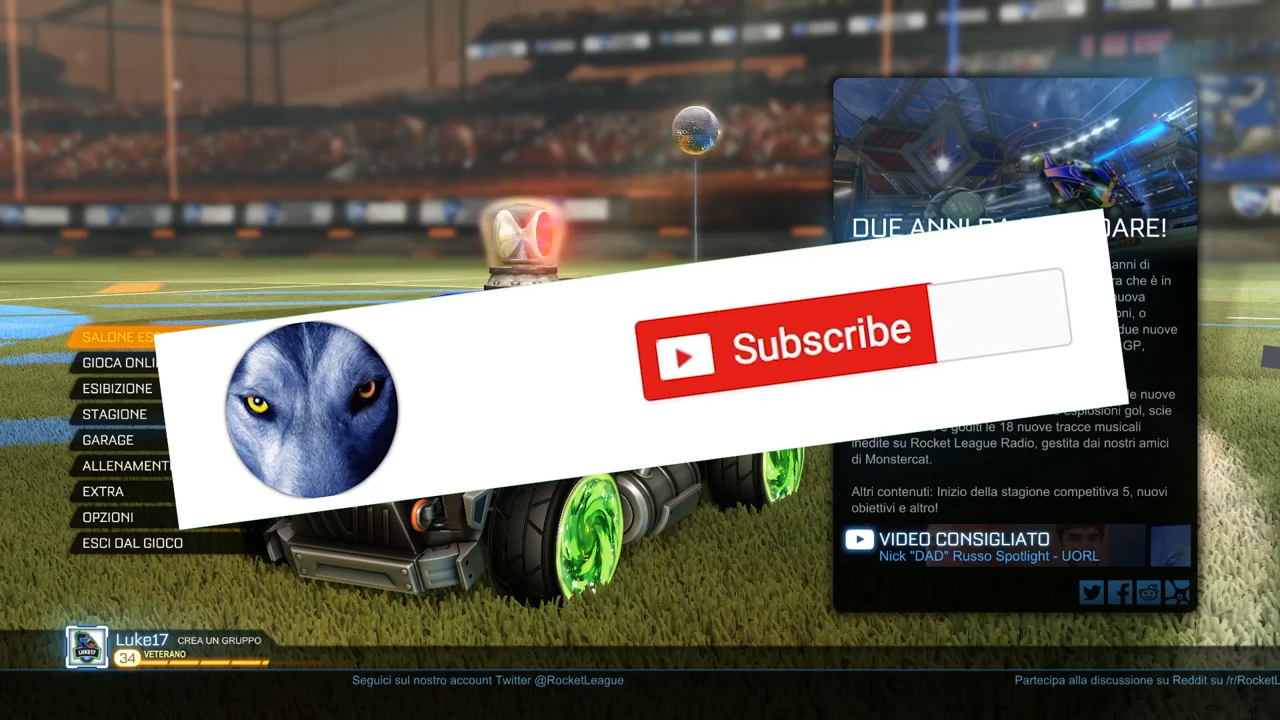 DUE ANNI DARE!
anni di
ra che è in
nuova
oni, o
due nuove
GP,
SALONE ES
GIOCA ONLI
ESIBIZIONE
STAGIONE
GARAGE
ALLENAMENT
EXTRA
OPZIONI
ESCI DAL GIOCO
Subscribe
le nuove
esplosioni gol, scie
e goditi le 18 nuove tracce musicali
inedite su Rocket League Radio, gestita dai nostri amici
di Monstercat.
Altri contenuti: Inizio della stagione competitiva 5, nuovi
obiettivi e altro!
VIDEO CONSIGLIATO
Nick "DAD" Russo Spotlight - UORL
Luke17 CREA UN GRUPPO
34 VETERANO
LUKE17
Seguici sul nostro account Twitter @RocketLeague
Partecipa alla discussione su Reddit su /r/RocketL